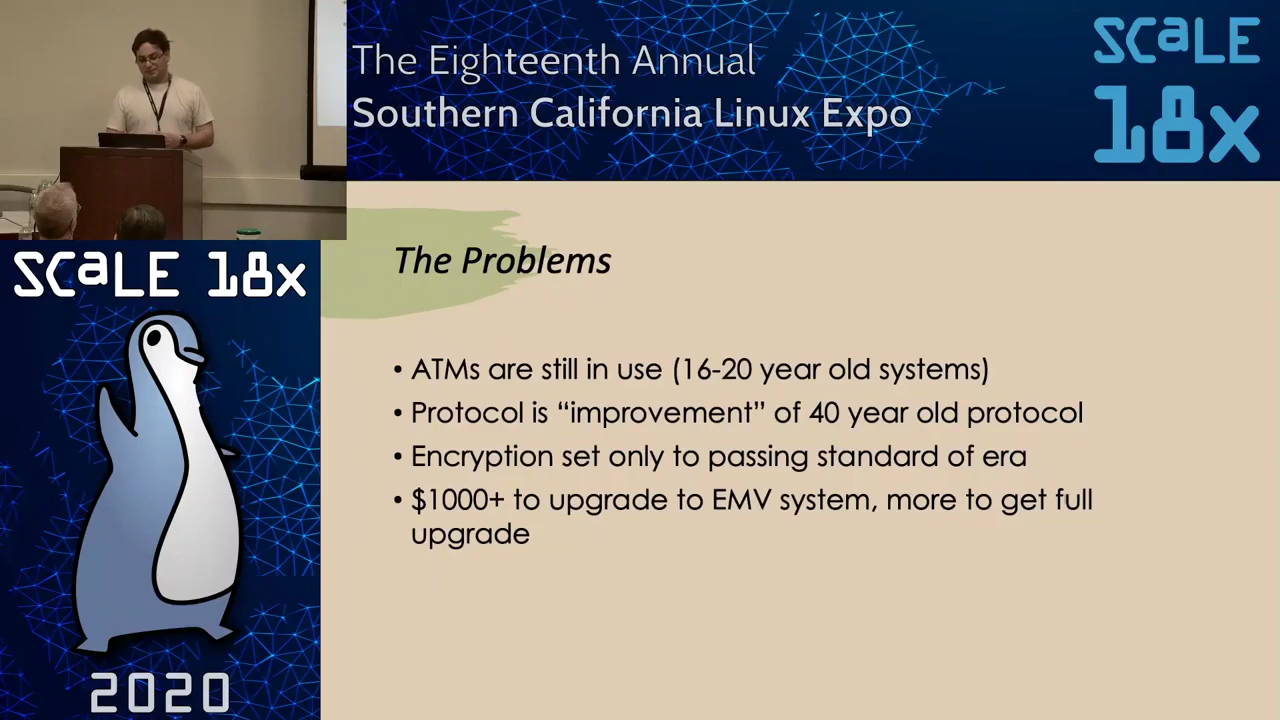 The Eighteenth Annual
Southern California Linux Expo
SCaLE
18x
SCaLE 18x
2020
The Problems
• ATMs are still in use (16-20 year old systems)
• Protocol is “improvement” of 40 year old protocol
• Encryption set only to passing standard of era
• $1000+ to upgrade to EMV system, more to get full
upgrade